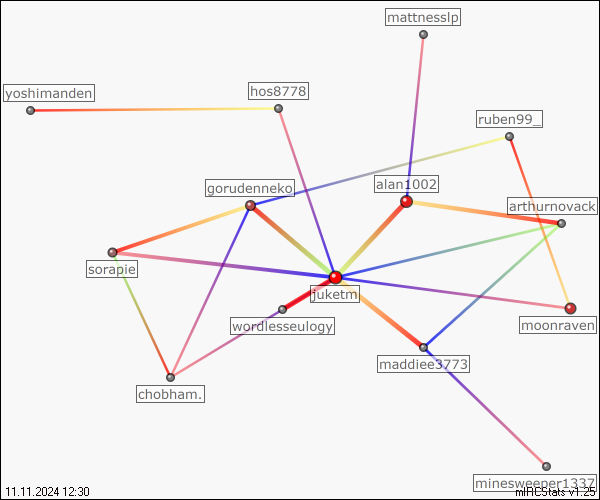 mattnesslp
yoshimanden
hos8778
ruben99_
gorudenneko
alan1002
arthurnovack
sorapie
juketm
wordlesseulogy
moonraven
maddiee3773
chobham.
minesweeper1337
11.11.2024 12:30
mIRCStats v1.25